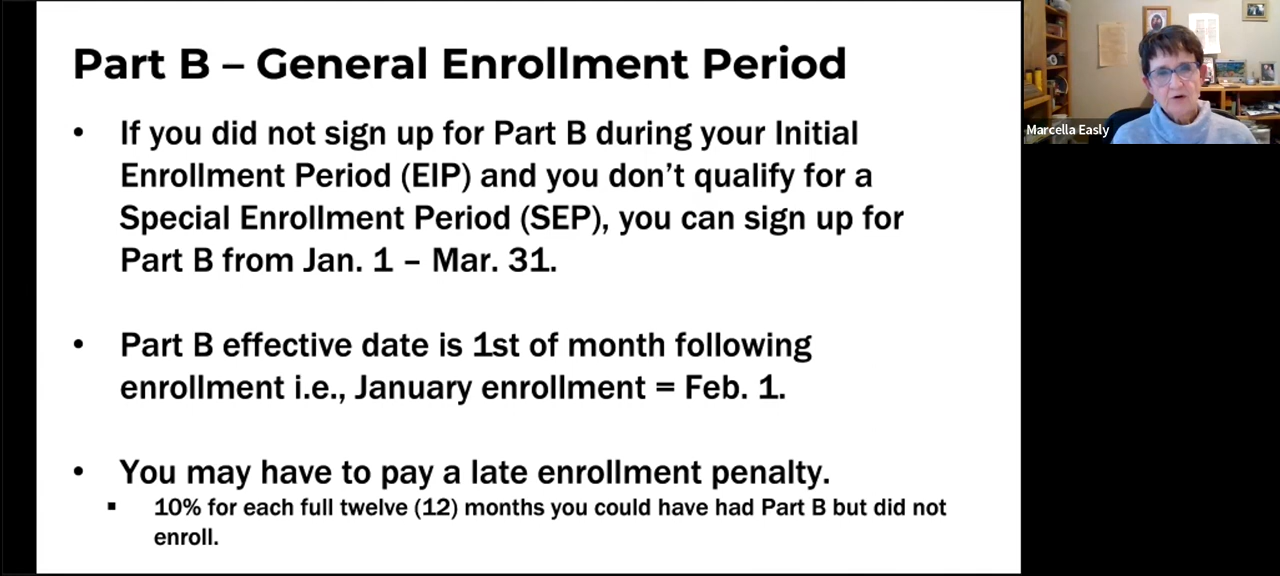 Part B – General Enrollment Period
• If you did not sign up for Part B during your Initial
Enrollment Period (EIP) and you don’t qualify for a
Special Enrollment Period (SEP), you can sign up for
Part B from Jan. 1 – Mar. 31.
• Part B effective date is 1st of month following
enrollment i.e., January enrollment = Feb. 1.
• You may have to pay a late enrollment penalty.
▪ 10% for each full twelve (12) months you could have had Part B but did not
enroll.
Marcella Easly